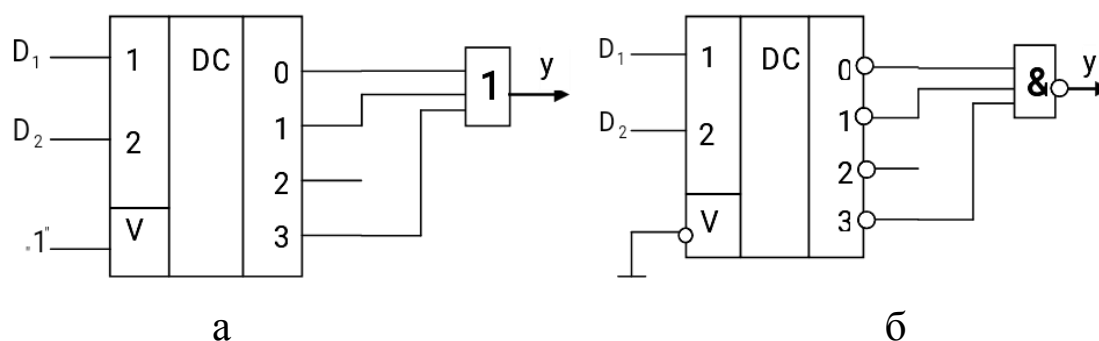 D₁ 1 DC 0 1 y
D₂ 2 1
2
„1" V 3
а
D₁ 1 DC 0 & y
1
D₂ 2 2
V 3
б